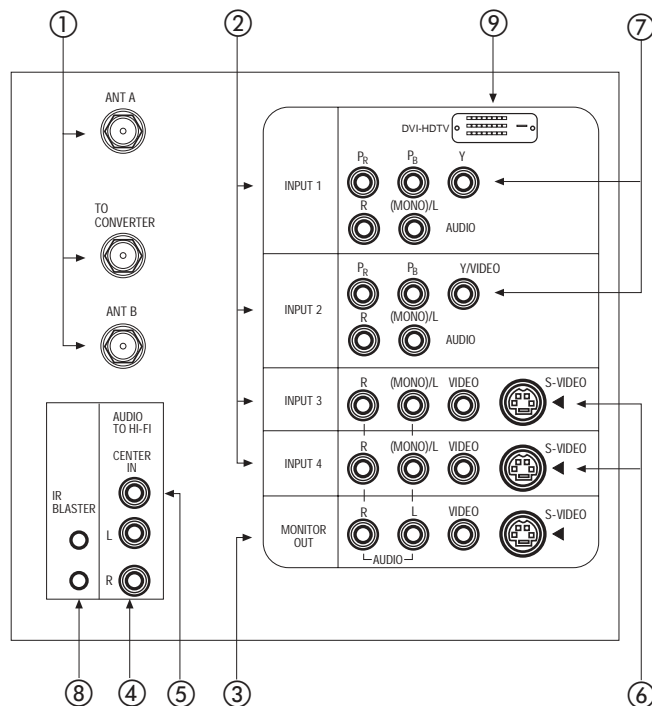 ① ② ⑨ ⑦
ANT A
TO
CONVERTER
ANT B
DVI-HDTV
INPUT 1
PR PB Y
R (MONO)/L AUDIO
INPUT 2
PR PB Y/VIDEO
R (MONO)/L AUDIO
INPUT 3
R (MONO)/L VIDEO S-VIDEO
INPUT 4
R (MONO)/L VIDEO S-VIDEO
MONITOR
OUT
R L VIDEO S-VIDEO
AUDIO
AUDIO
TO HI-FI
CENTER
IN
IR
BLASTER
L
R
⑧ ④ ⑤ ③ ⑥